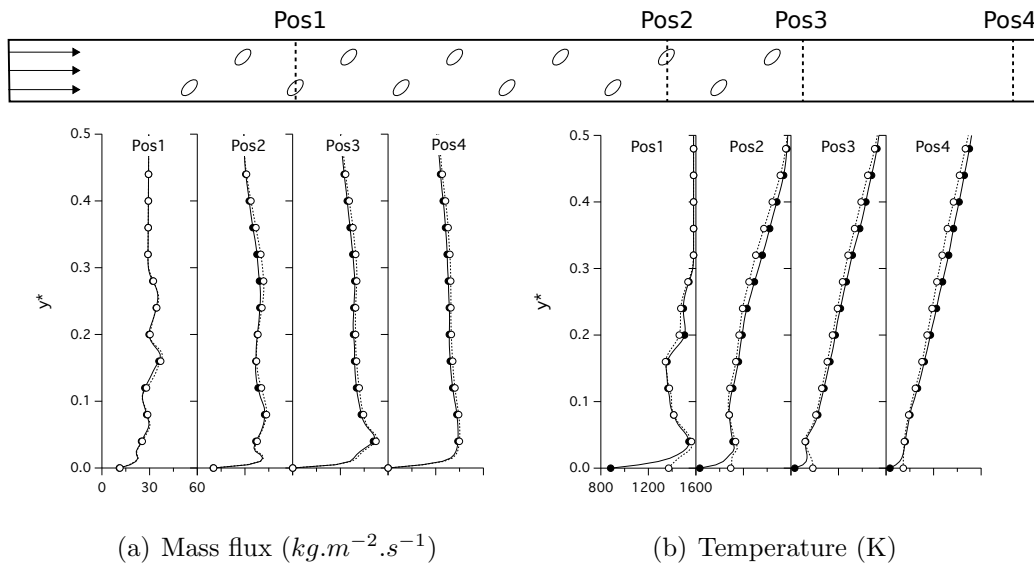 Pos1 Pos2 Pos3 Pos4
0.5 Pos1 Pos2 Pos3 Pos4
0.4
0.3
y*
0.2
0.1
0.0
0 30 60
0.5 Pos1 Pos2 Pos3 Pos4
0.4
0.3
y*
0.2
0.1
0.0
800 1200 1600
(a) Mass flux (kg.m⁻².s⁻¹)
(b) Temperature (K)